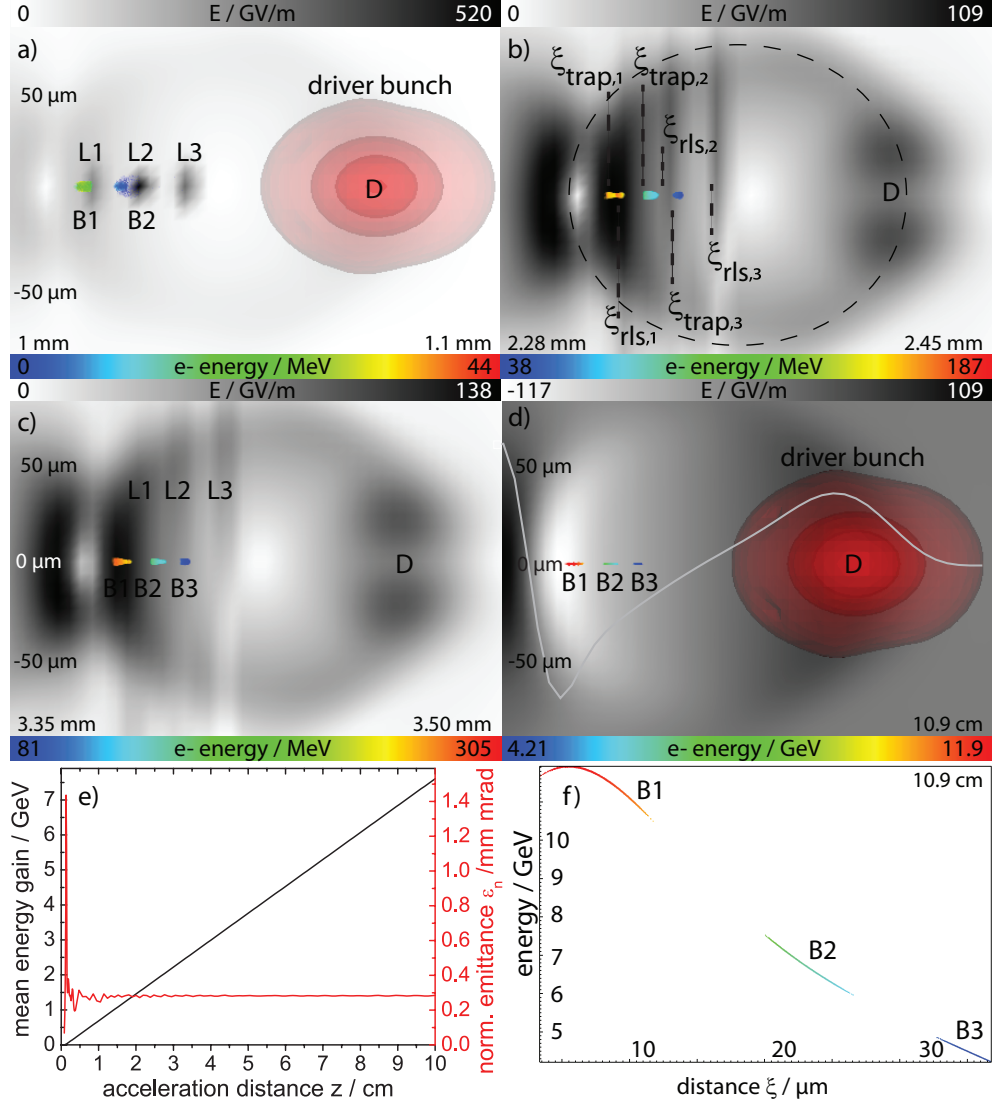 0 E / GV/m 520
a)
driver bunch
50 µm
L1 L2 L3
D
B1 B2
-50 µm
1 mm 1.1 mm
0 e- energy / MeV 44
0 E / GV/m 109
b)
ξtrap,1 ξtrap,2
ξrls,2
D
ξrls,3
ξtrap,3
ξrls,1
2.28 mm 2.45 mm
38 e- energy / MeV 187
0 E / GV/m 138
c)
50 µm
L1 L2 L3
0 µm
D
B1 B2 B3
-50 µm
3.35 mm 3.50 mm
81 e- energy / MeV 305
-117 E / GV/m 109
d)
driver bunch
50 µm
0 µm
D
B1 B2 B3
-50 µm
10.9 cm
4.21 e- energy / GeV 11.9
e)
mean energy gain / GeV
7
6
5
4
3
2
1
0
0 1 2 3 4 5 6 7 8 9 10
acceleration distance z / cm
1.4
1.2
1.0
0.8
0.6
0.4
0.2
0.0
norm. emittance εn /mm mrad
f)
10.9 cm
B1
B2
B3
energy / GeV
10
9
8
7
6
5
10 20 30
distance ξ / µm